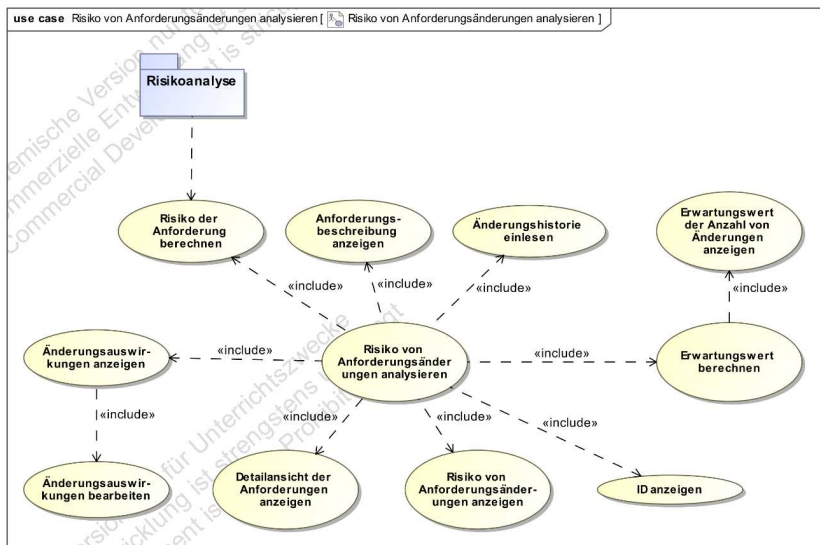 use case Risiko von Anforderungsänderungen analysieren [ Risiko von Anforderungsänderungen analysieren ]
Risikoanalyse
Risiko der
Anforderung
berechnen
Anforderungs-
beschreibung
anzeigen
Änderungshistorie
einlesen
Erwartungswert
der Anzahl von
Änderungen
anzeigen
«include»
«include»
«include»
«include»
Änderungsauswir-
kungen anzeigen
«include»
Risiko von
Anforderungsänder
ungen analysieren
«include»
Erwartungswert
berechnen
«include»
«include»
«include»
«include»
Änderungsauswir-
kungen bearbeiten
Detailansicht der
Anforderungen
anzeigen
Risiko von
Anforderungsänder-
ungen anzeigen
ID anzeigen